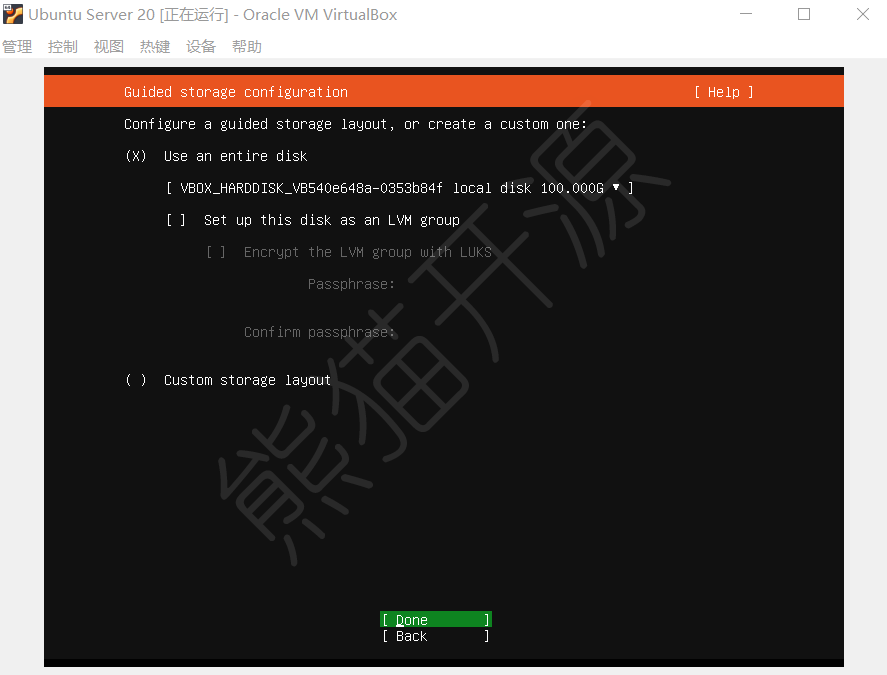 Ubuntu Server 20 [正在运行] - Oracle VM VirtualBox
管理 控制 视图 热键 设备 帮助
Guided storage configuration [ Help ]
Configure a guided storage layout, or create a custom one:
(X) Use an entire disk
[ VBOX_HARDDISK_VB540e648a-0353b84f local disk 100.000G ▾ ]
[ ] Set up this disk as an LVM group
[ ] Encrypt the LVM group with LUKS
Passphrase:
Confirm passphrase:
( ) Custom storage layout
熊猫开源
[ Done ]
[ Back ]